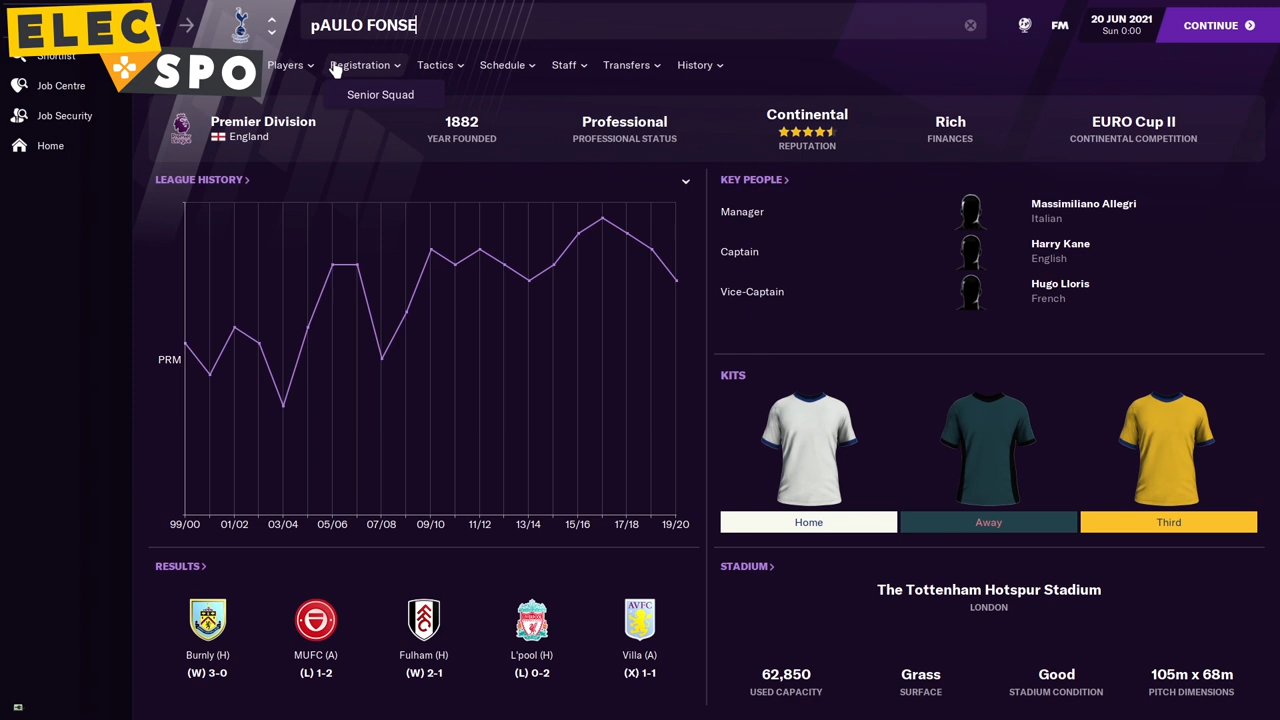 ELEC
SPO
pAULO FONSE
FM
20 JUN 2021
Sun 0:00
CONTINUE
Shortlist
Job Centre
Job Security
Home
Players
Registration
Tactics
Schedule
Staff
Transfers
History
Senior Squad
Premier Division
England
1882
YEAR FOUNDED
Professional
PROFESSIONAL STATUS
Continental
REPUTATION
Rich
FINANCES
EURO Cup II
CONTINENTAL COMPETITION
LEAGUE HISTORY
PRM
99/00 01/02 03/04 05/06 07/08 09/10 11/12 13/14 15/16 17/18 19/20
KEY PEOPLE
Manager
Massimiliano Allegri
Italian
Captain
Harry Kane
English
Vice-Captain
Hugo Lloris
French
KITS
Home
Away
Third
RESULTS
AVFC
Burnly (H)
(W) 3-0
MUFC (A)
(L) 1-2
Fulham (H)
(W) 2-1
L'pool (H)
(L) 0-2
Villa (A)
(X) 1-1
STADIUM
The Tottenham Hotspur Stadium
LONDON
62,850
USED CAPACITY
Grass
SURFACE
Good
STADIUM CONDITION
105m x 68m
PITCH DIMENSIONS